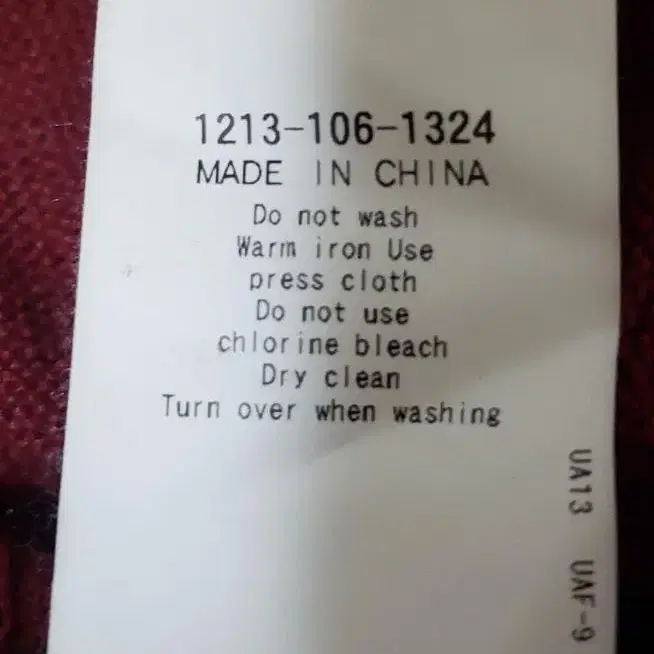 1213-106-1324
MADE IN CHINA
Do not wash
Warm iron Use
press cloth
Do not use
chlorine bleach
Dry clean
Turn over when washing
UA13 UAF-9